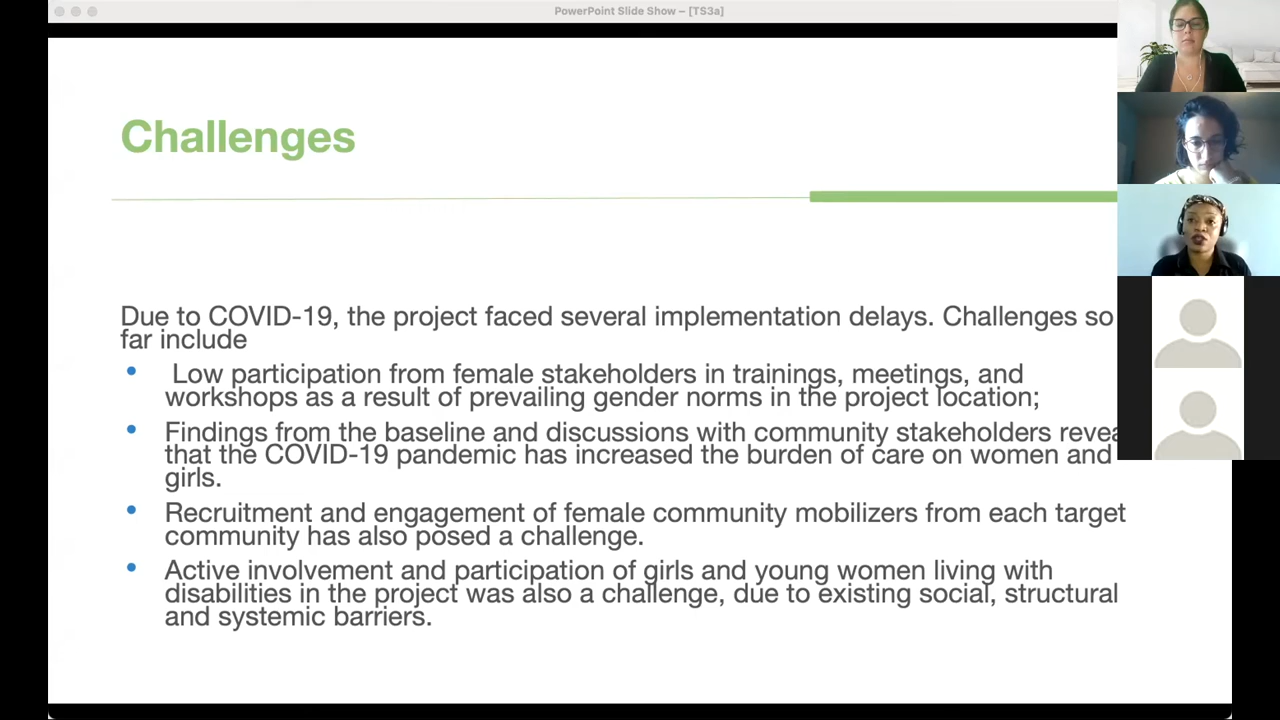 PowerPoint Slide Show – [TS3a]
Challenges
Due to COVID-19, the project faced several implementation delays. Challenges so
far include
• Low participation from female stakeholders in trainings, meetings, and
workshops as a result of prevailing gender norms in the project location;
• Findings from the baseline and discussions with community stakeholders revea
that the COVID-19 pandemic has increased the burden of care on women and
girls.
• Recruitment and engagement of female community mobilizers from each target
community has also posed a challenge.
• Active involvement and participation of girls and young women living with
disabilities in the project was also a challenge, due to existing social, structural
and systemic barriers.